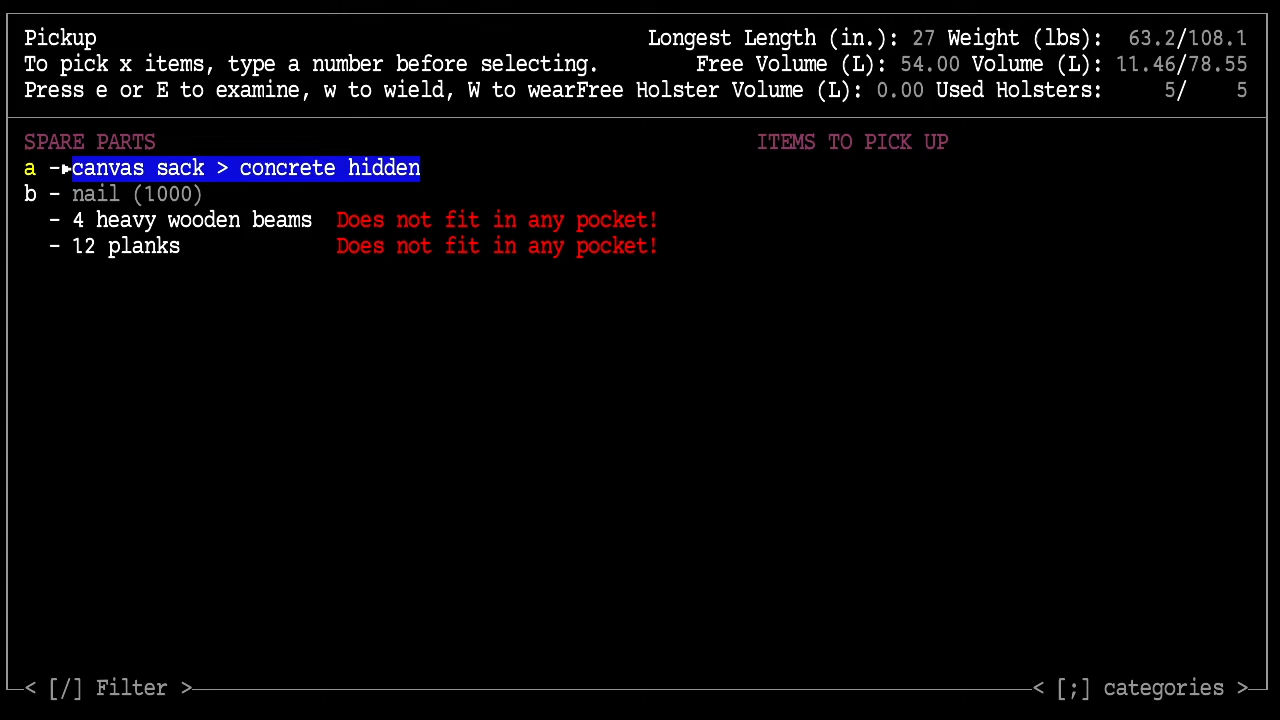 Pickup Longest Length (in.): 27 Weight (lbs): 63.2/108.1
To pick x items, type a number before selecting. Free Volume (L): 54.00 Volume (L): 11.46/78.55
Press e or E to examine, w to wield, W to wearFree Holster Volume (L): 0.00 Used Holsters: 5/ 5
SPARE PARTS ITEMS TO PICK UP
a -▸canvas sack > concrete hidden
b - nail (1000)
- 4 heavy wooden beams Does not fit in any pocket!
- 12 planks Does not fit in any pocket!
< [/] Filter > < [;] categories >